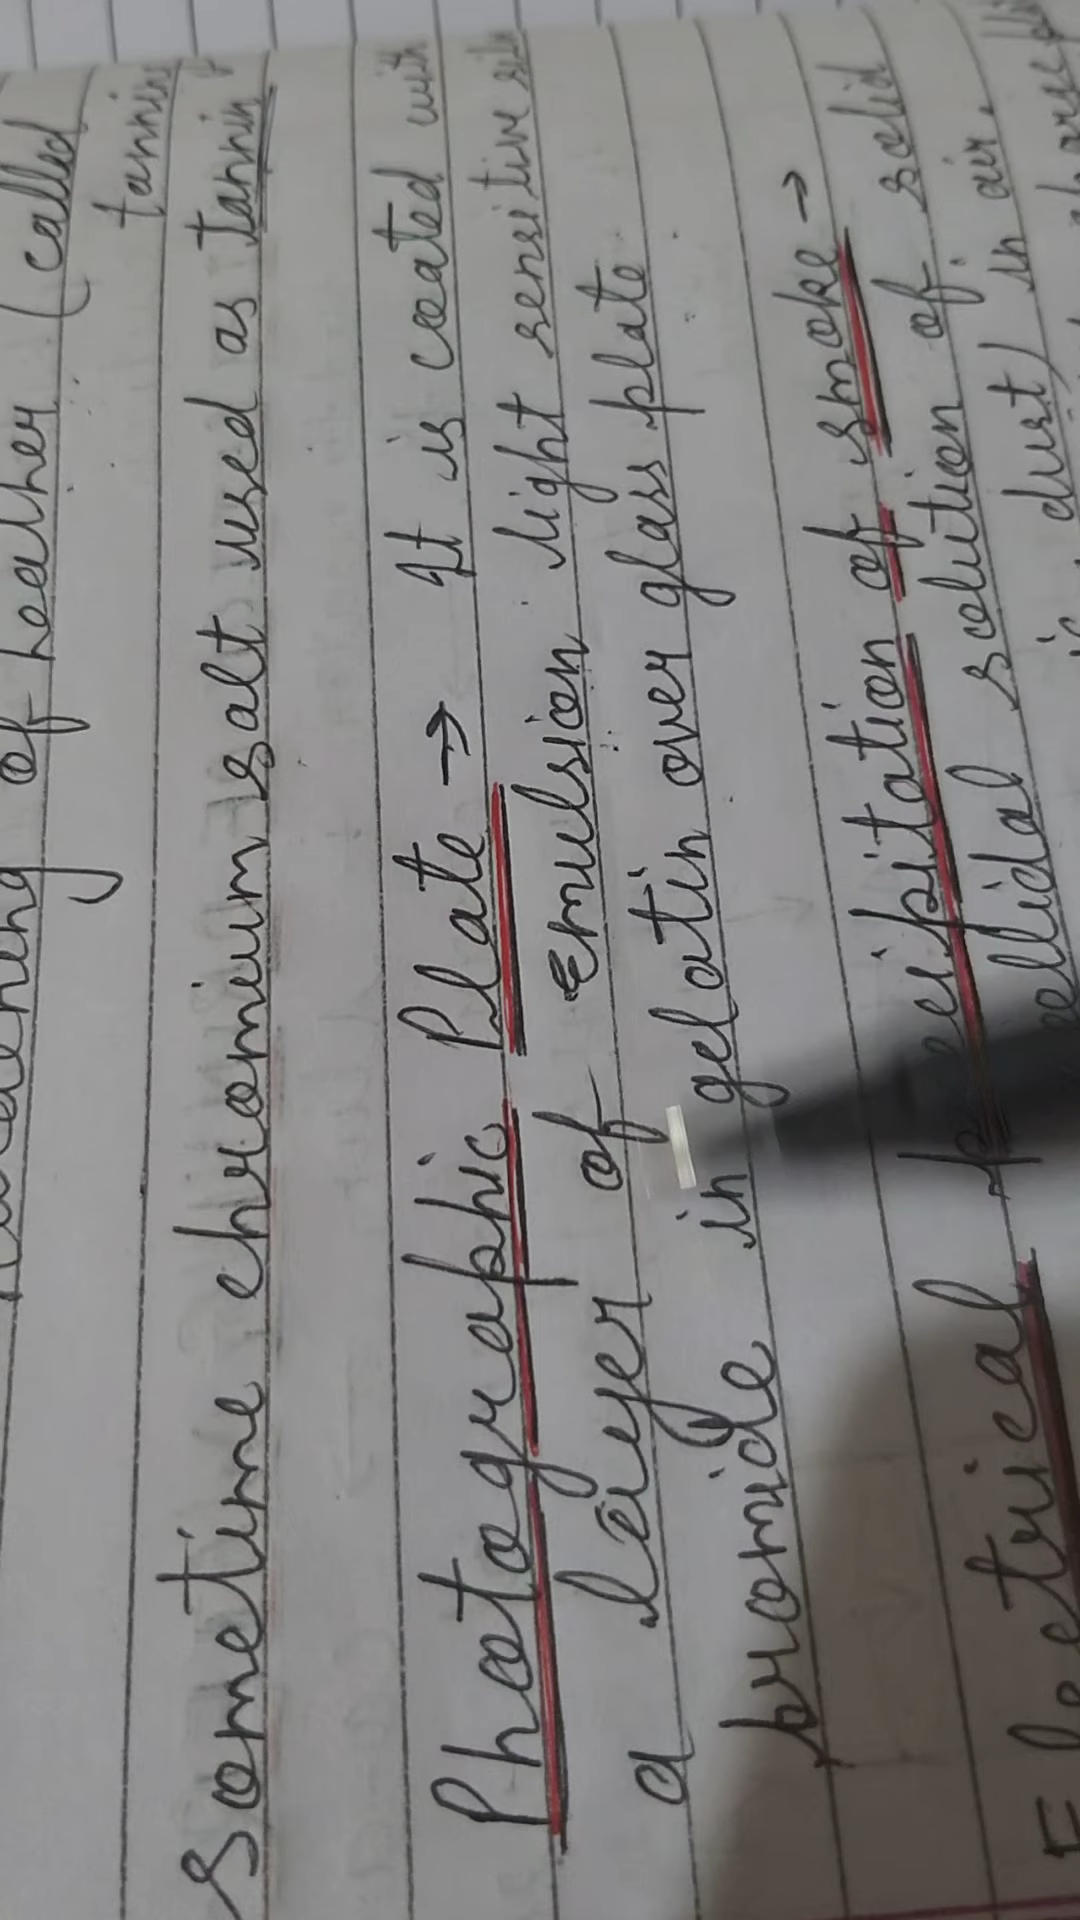 of leather (called
tanning
sometime chromium salt used as tannin
Photographic Plate → It is coated with
a layer of Emulsion light sensitive
bromide in gelatin over glass plate
Electrical precipitation of smoke →
colloidal solution of solid
dust) in air.